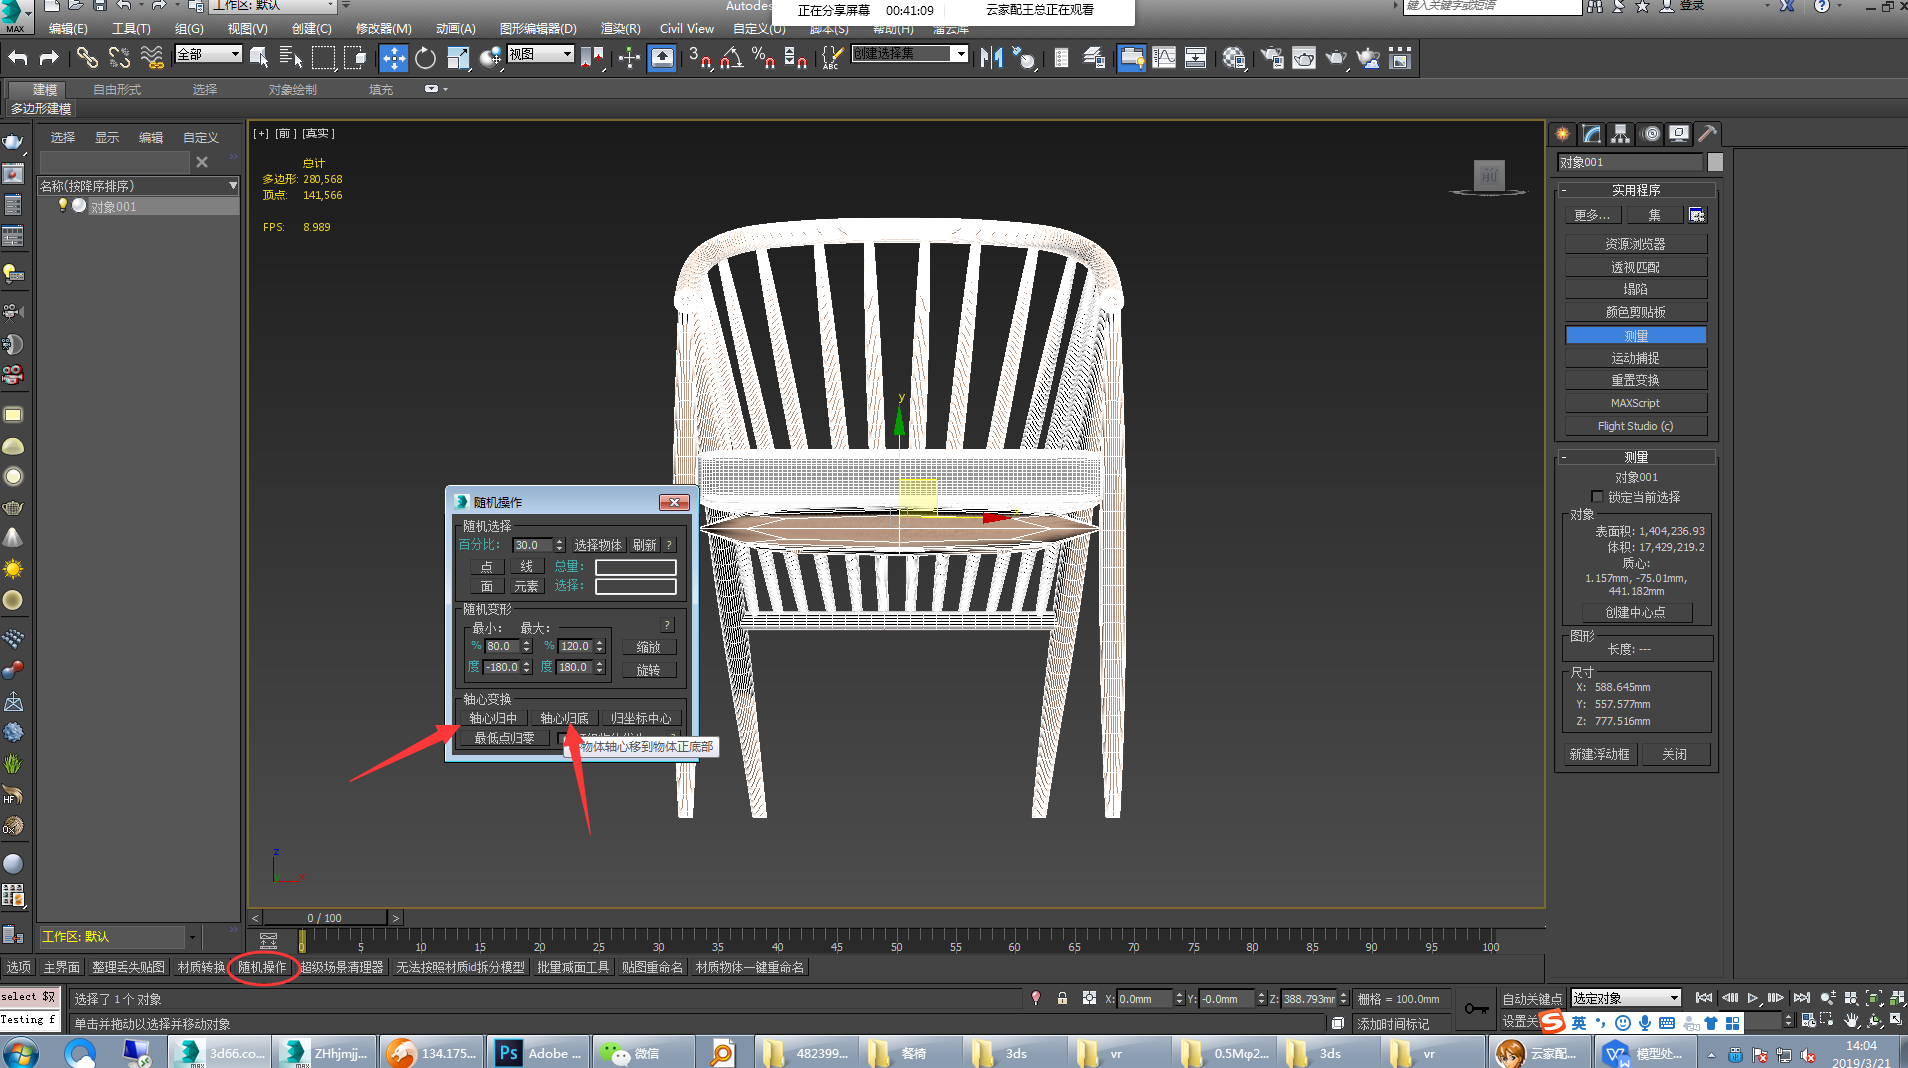 工作区: 默认
Autodes
正在分享屏幕 00:41:09 云家配王总正在观看
键入关键字或短语
登录
MAX
编辑(E) 工具(T) 组(G) 视图(V) 创建(C) 修改器(M) 动画(A) 图形编辑器(D) 渲染(R) Civil View 自定义(U) 脚本(S) 帮助(H) 溜云库
全部
视图
创建选择集
建模 自由形式 选择 对象绘制 填充
多边形建模
选择 显示 编辑 自定义
名称(按降序排序)
对象001
[+] [前] [真实]
总计
多边形: 280,568
顶点: 141,566
FPS: 8.989
前
y
随机操作
随机选择
百分比: 30.0 选择物体 刷新 ?
点 线 总量:
面 元素 选择:
随机变形
最小: 最大: ?
% 80.0 % 120.0 缩放
度 -180.0 度 180.0 旋转
轴心变换
轴心归中 轴心归底 归坐标中心
最低点归零
物体轴心移到物体正底部
z
x
对象001
实用程序
更多... 集
资源浏览器
透视匹配
塌陷
颜色剪贴板
测量
运动捕捉
重置变换
MAXScript
Flight Studio (c)
测量
对象001
锁定当前选择
对象
表面积: 1,404,236.93
体积: 17,429,219.2
质心:
1.157mm, -75.01mm,
441.182mm
创建中心点
图形
长度: ---
尺寸
X: 588.645mm
Y: 557.577mm
Z: 777.516mm
新建浮动框 关闭
< 0 / 100 >
工作区: 默认
0 5 10 15 20 25 30 35 40 45 50 55 60 65 70 75 80 85 90 95 100
选项 主界面 整理丢失贴图 材质转换 随机操作 超级场景清理器 无法按照材质id拆分模型 批量减面工具 贴图重命名 材质物体一键重命名
select $
选择了 1 个 对象
X: 0.0mm Y: -0.0mm Z: 388.793mm 栅格 = 100.0mm
自动关键点 选定对象
Testing f
单击并拖动以选择并移动对象
添加时间标记
设置关
英
3d66.co... ZHhjmjj... 134.175... Adobe ... 微信 482399... 餐椅 3ds vr 0.5Mφ2... 3ds vr 云家配... 模型处...
14:04
2019/3/21